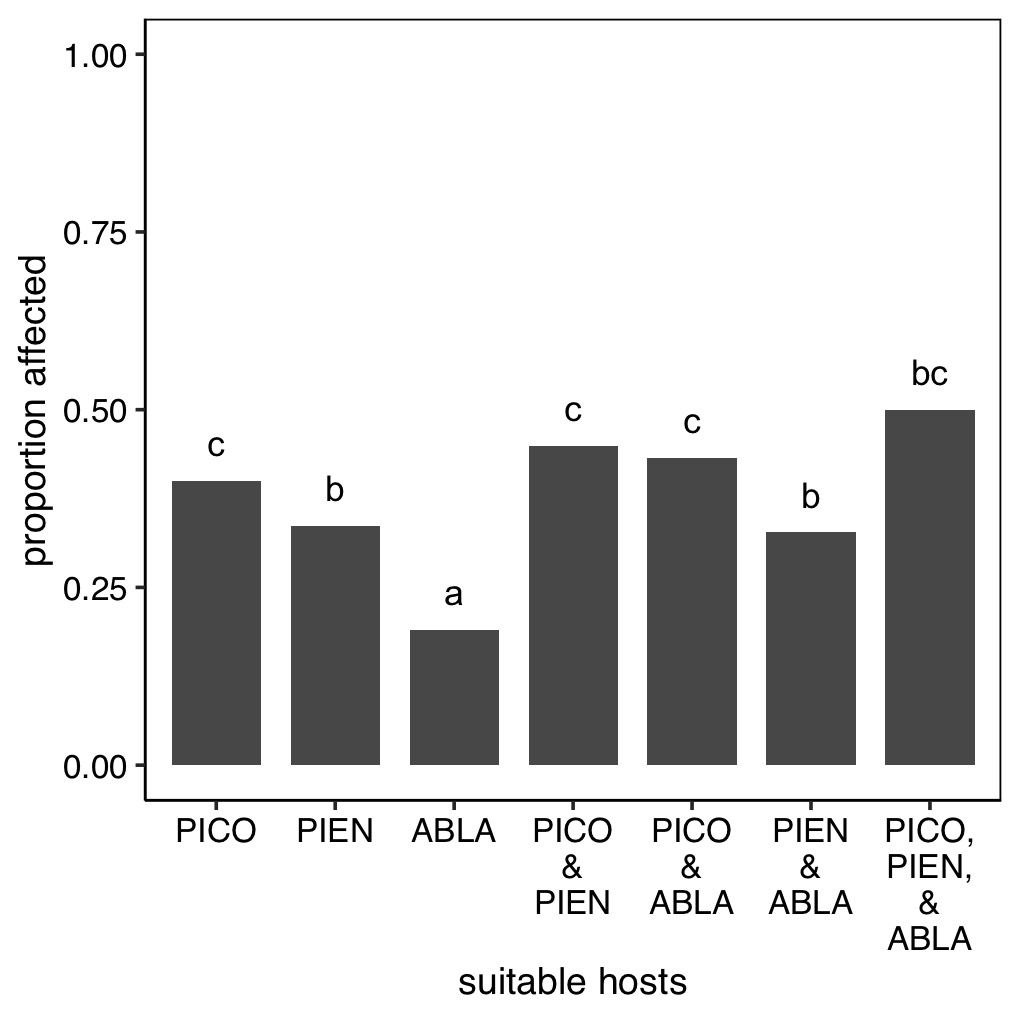 proportion affected
1.00
0.75
0.50
0.25
0.00
c
b
a
c
c
b
bc
PICO
PIEN
ABLA
PICO
&
PIEN
PICO
&
ABLA
PIEN
&
ABLA
PICO,
PIEN,
&
ABLA
suitable hosts